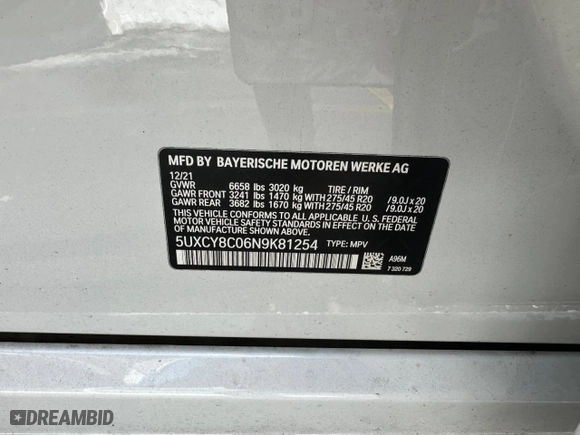 MFD BY BAYERISCHE MOTOREN WERKE AG
12/21
GVWR 6658 lbs 3020 kg TIRE / RIM
GAWR FRONT 3241 lbs 1470 kg WITH 275/45 R20 / 9.0J x 20
GAWR REAR 3682 lbs 1670 kg WITH 275/45 R20 / 9.0J x 20
THIS VEHICLE CONFORMS TO ALL APPLICABLE U. S. FEDERAL
MOTOR VEHICLE SAFETY STANDARDS IN EFFECT ON THE
DATE OF MANUFACTURE SHOWN ABOVE.
5UXCY8C06N9K81254 TYPE: MPV
A96M
7 320 729
DREAMBID